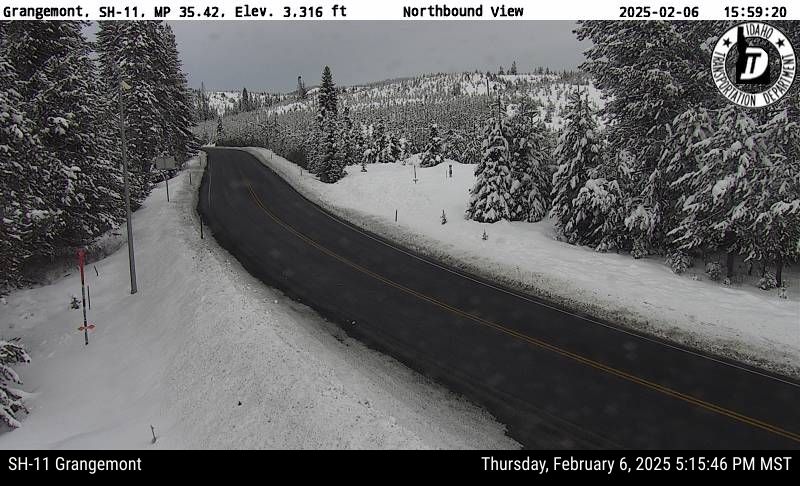 Grangemont, SH-11, MP 35.42, Elev. 3,316 ft Northbound View 2025-02-06 15:59:20
IDAHO
TRANSPORTATION DEPARTMENT
SH-11 Grangemont Thursday, February 6, 2025 5:15:46 PM MST